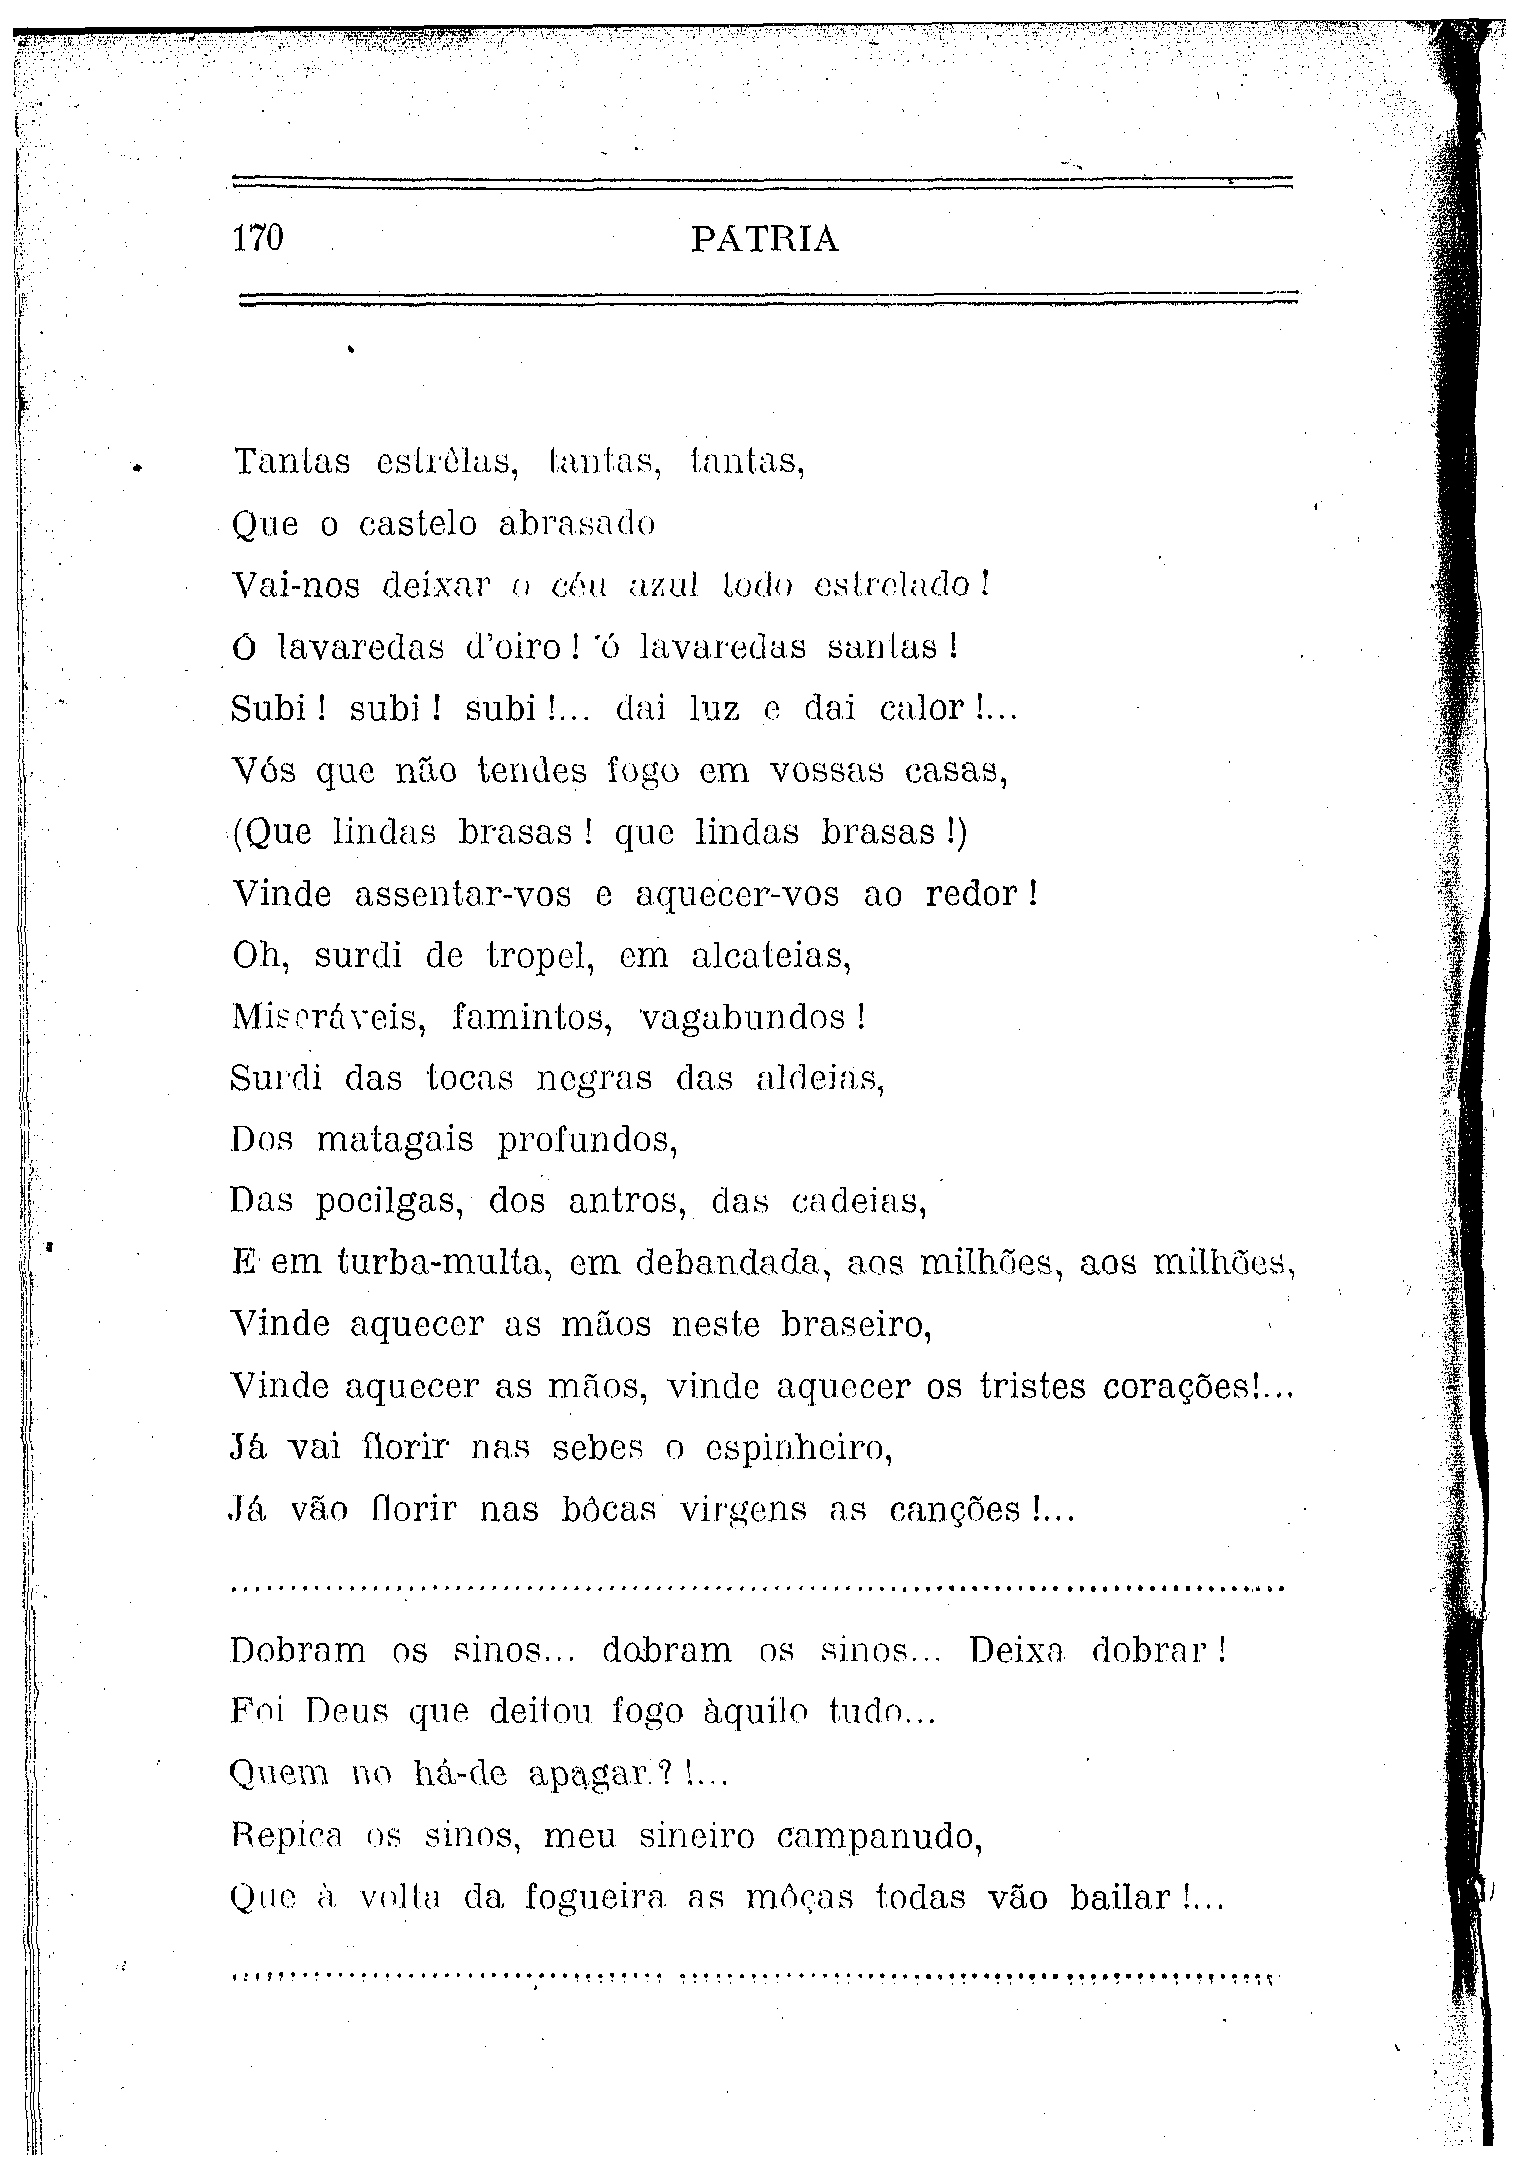 170 PÁTRIA
Tantas estrêlas, tantas, tantas,
Que o castelo abrasado
Vai-nos deixar o céu azul todo estrelado!
Ó lavaredas d'oiro! ó lavaredas santas!
Subi! subi! subi!... dai luz e dai calor!...
Vós que não tendes fogo em vossas casas,
(Que lindas brasas! que lindas brasas!)
Vinde assentar-vos e aquecer-vos ao redor!
Oh, surdi de tropel, em alcateias,
Miseráveis, famintos, vagabundos!
Surdi das tocas negras das aldeias,
Dos matagais profundos,
Das pocilgas, dos antros, das cadeias,
E em turba-multa, em debandada, aos milhões, aos milhões,
Vinde aquecer as mãos neste braseiro,
Vinde aquecer as mãos, vinde aquecer os tristes corações!...
Já vai florir nas sebes o espinheiro,
Já vão florir nas bôcas virgens as canções!...
................................................................................
Dobram os sinos... dobram os sinos... Deixa dobrar!
Foi Deus que deitou fogo àquilo tudo...
Quem no há-de apagar?!...
Repica os sinos, meu sineiro campanudo,
Que à volta da fogueira as môças todas vão bailar!...
................................................................................